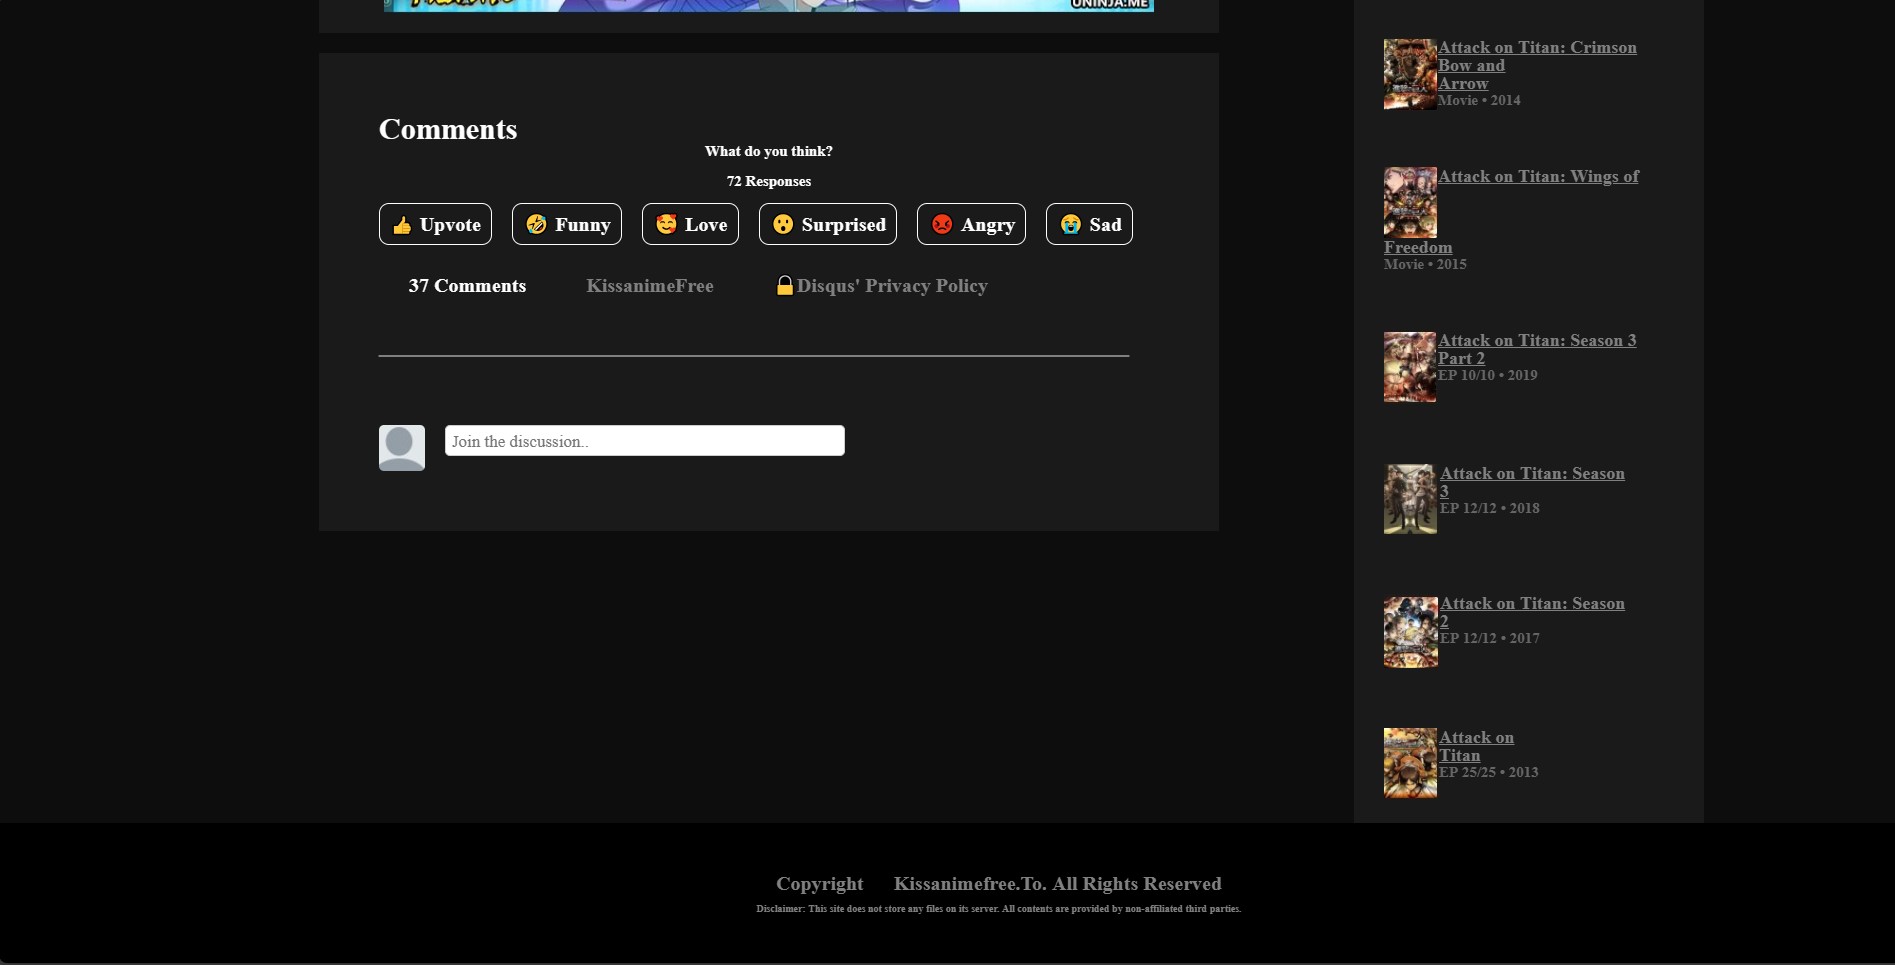 UNINJA.ME
Comments
What do you think?
72 Responses
👍 Upvote 🤣 Funny 🥰 Love 😯 Surprised 😡 Angry 😭 Sad
37 Comments KissanimeFree 🔒Disqus' Privacy Policy
Join the discussion..
Attack on Titan: Crimson
Bow and
Arrow
Movie • 2014
Attack on Titan: Wings of
Freedom
Movie • 2015
Attack on Titan: Season 3
Part 2
EP 10/10 • 2019
Attack on Titan: Season
3
EP 12/12 • 2018
Attack on Titan: Season
2
EP 12/12 • 2017
Attack on
Titan
EP 25/25 • 2013
Copyright Kissanimefree.To. All Rights Reserved
Disclaimer: This site does not store any files on its server. All contents are provided by non-affiliated third parties.